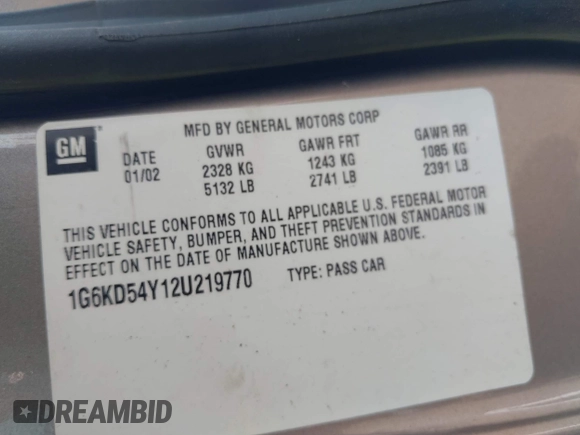 GM
MFD BY GENERAL MOTORS CORP
DATE GVWR GAWR FRT GAWR RR
01/02 2328 KG 1243 KG 1085 KG
5132 LB 2741 LB 2391 LB
THIS VEHICLE CONFORMS TO ALL APPLICABLE U.S. FEDERAL MOTOR
VEHICLE SAFETY, BUMPER, AND THEFT PREVENTION STANDARDS IN
EFFECT ON THE DATE OF MANUFACTURE SHOWN ABOVE.
1G6KD54Y12U219770 TYPE: PASS CAR
DREAMBID